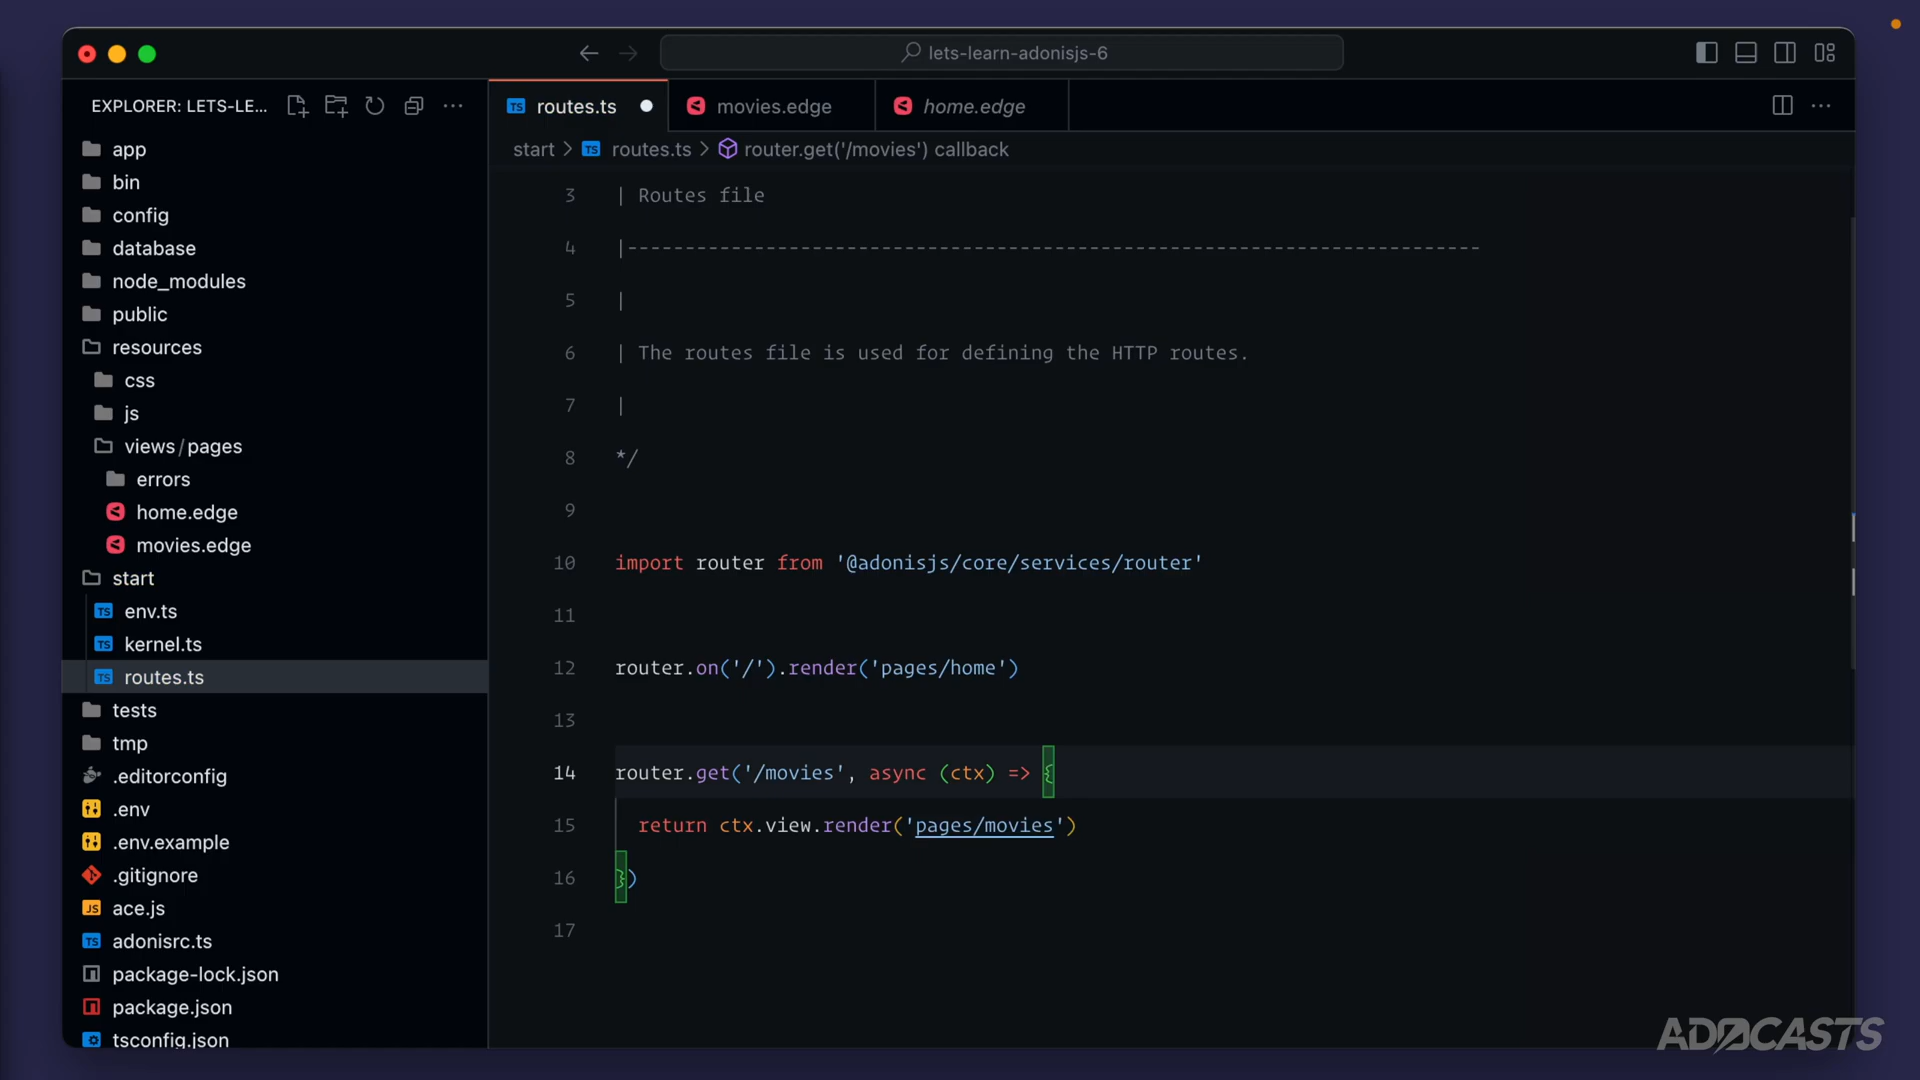 lets-learn-adonisjs-6
EXPLORER: LETS-LE...
app
bin
config
database
node_modules
public
resources
css
js
views/pages
errors
home.edge
movies.edge
start
env.ts
kernel.ts
routes.ts
tests
tmp
.editorconfig
.env
.env.example
.gitignore
ace.js
adonisrc.ts
package-lock.json
package.json
tsconfig.json
routes.ts
movies.edge
home.edge
start > routes.ts > router.get('/movies') callback
3 | Routes file
4 |--------------------------------------------------------------------------
5 |
6 | The routes file is used for defining the HTTP routes.
7 |
8 */
9
10 import router from '@adonisjs/core/services/router'
11
12 router.on('/').render('pages/home')
13
14 router.get('/movies', async (ctx) => {
15 return ctx.view.render('pages/movies')
16 })
17
ADOCASTS